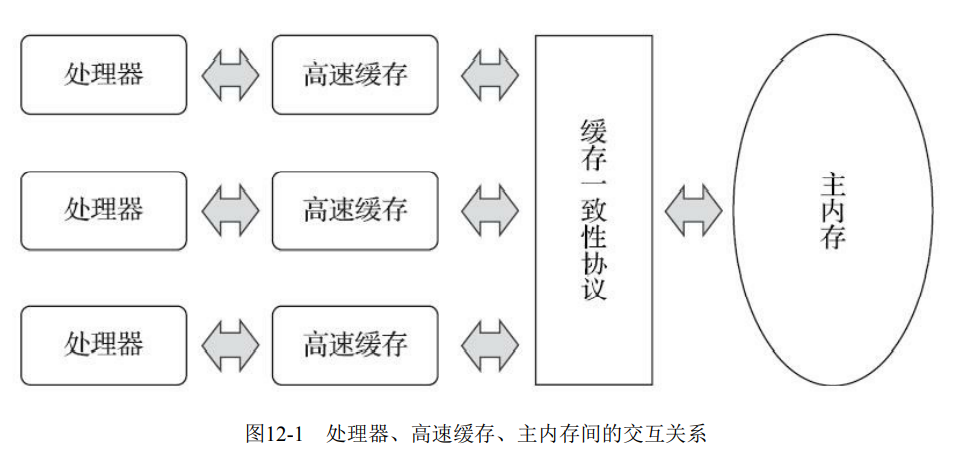 处理器
高速缓存
处理器
高速缓存
处理器
高速缓存
缓存一致性协议
主内存
图12-1 处理器、高速缓存、主内存间的交互关系